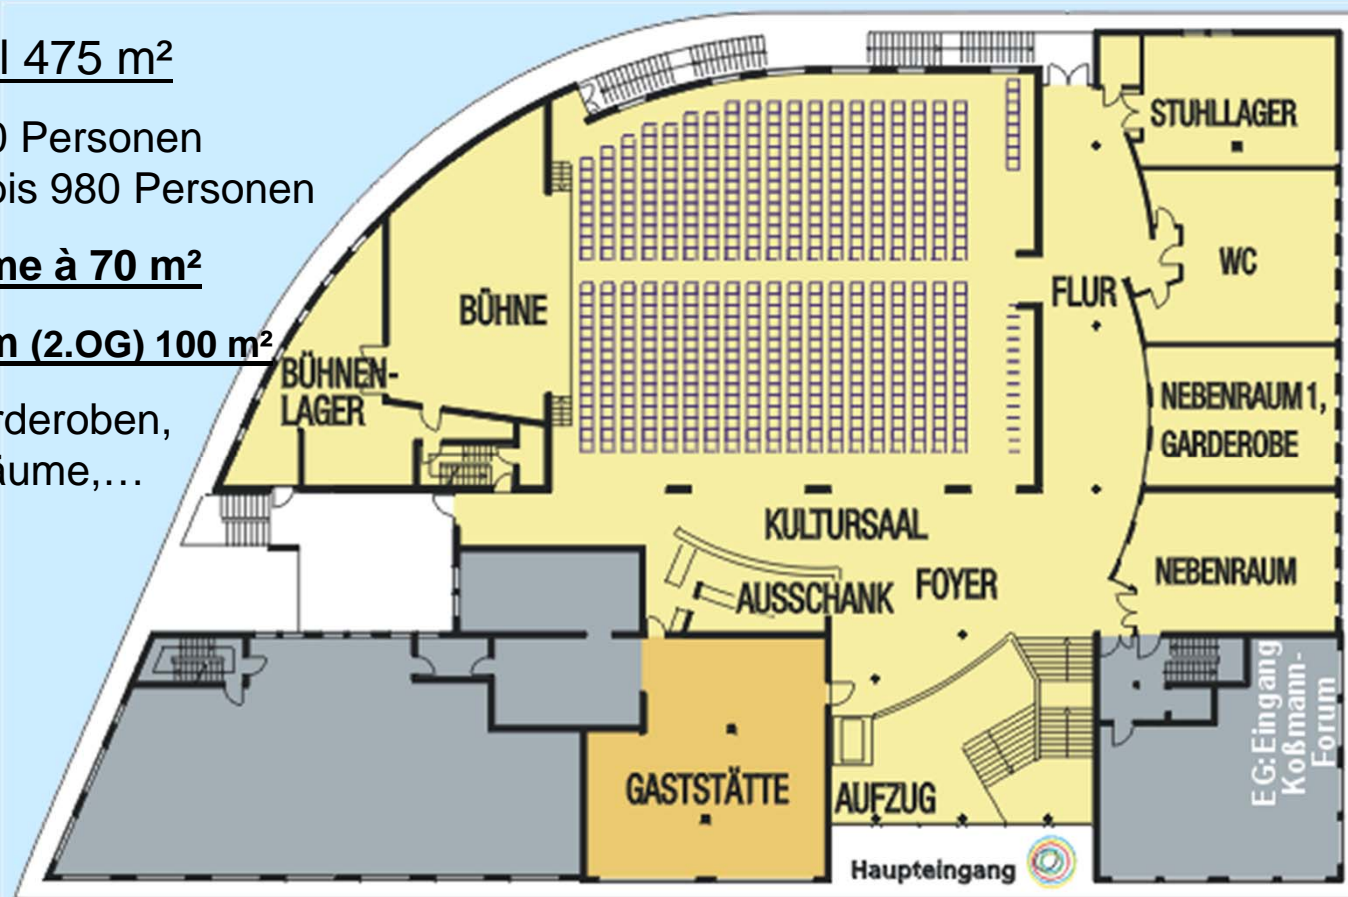 l 475 m²
0 Personen
bis 980 Personen
me à 70 m²
m (2.OG) 100 m²
rderoben,
äume,…
STUHLLAGER
WC
BÜHNE
FLUR
BÜHNEN-
LAGER
NEBENRAUM 1,
GARDEROBE
KULTURSAAL
FOYER
AUSSCHANK
NEBENRAUM
GASTSTÄTTE
AUFZUG
EG:Eingang
Koßmann-
Forum
Haupteingang